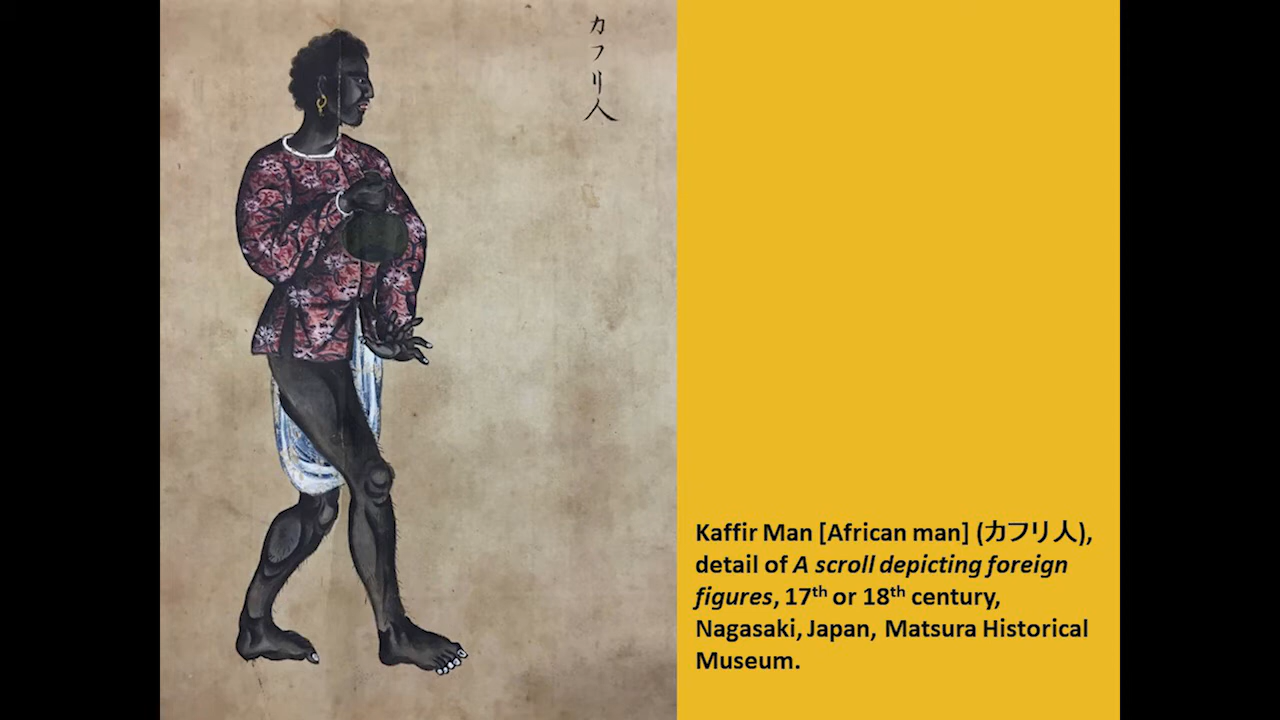 カフリ人
Kaffir Man [African man] (カフリ人),
detail of A scroll depicting foreign
figures, 17th or 18th century,
Nagasaki, Japan, Matsura Historical
Museum.